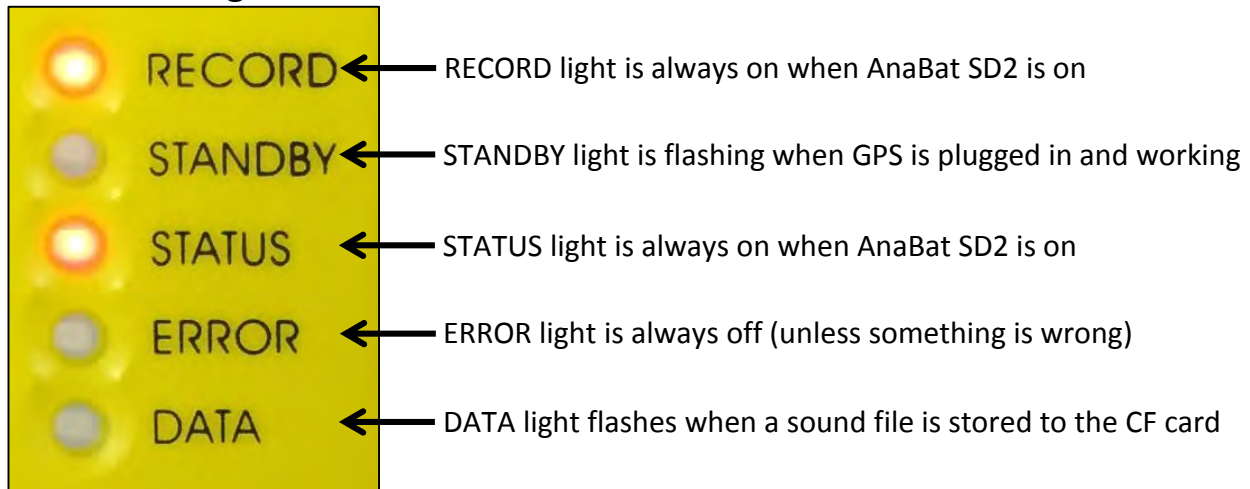 RECORD RECORD light is always on when AnaBat SD2 is on
STANDBY STANDBY light is flashing when GPS is plugged in and working
STATUS STATUS light is always on when AnaBat SD2 is on
ERROR ERROR light is always off (unless something is wrong)
DATA DATA light flashes when a sound file is stored to the CF card